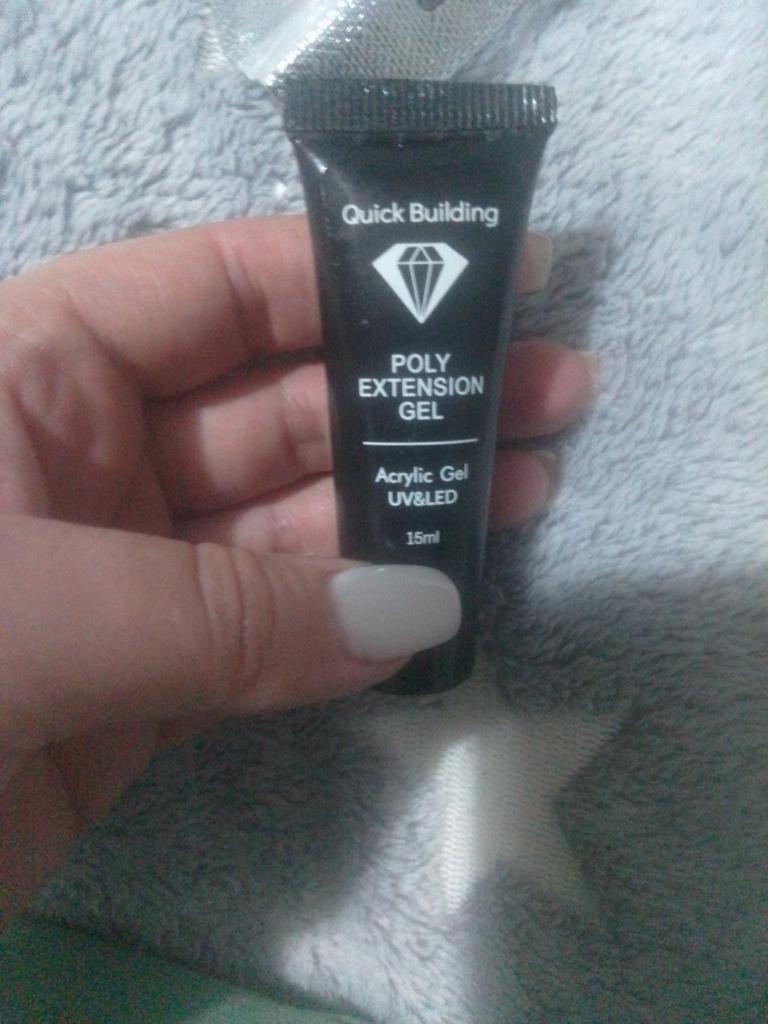 Quick Building
POLY
EXTENSION
GEL
Acrylic Gel
UV&LED
15ml